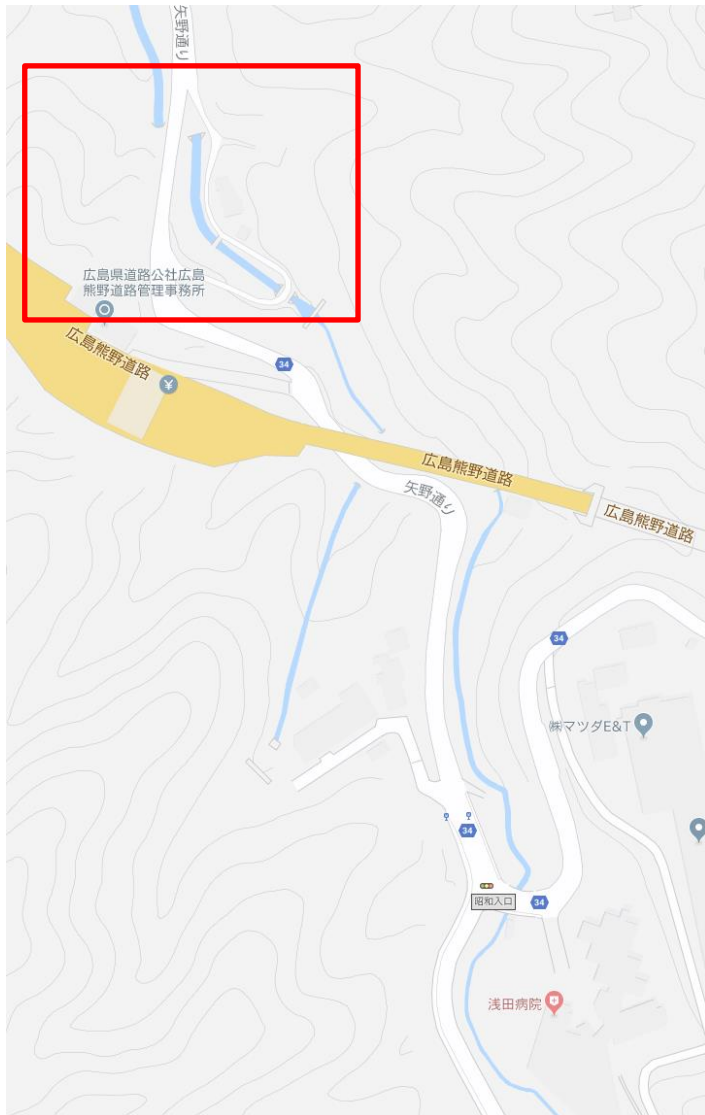 矢野通り
広島県道路公社広島
熊野道路管理事務所
広島熊野道路
¥
34
広島熊野道路
矢野通り
広島熊野道路
34
㈱マツダE&T
34
昭和入口
34
浅田病院